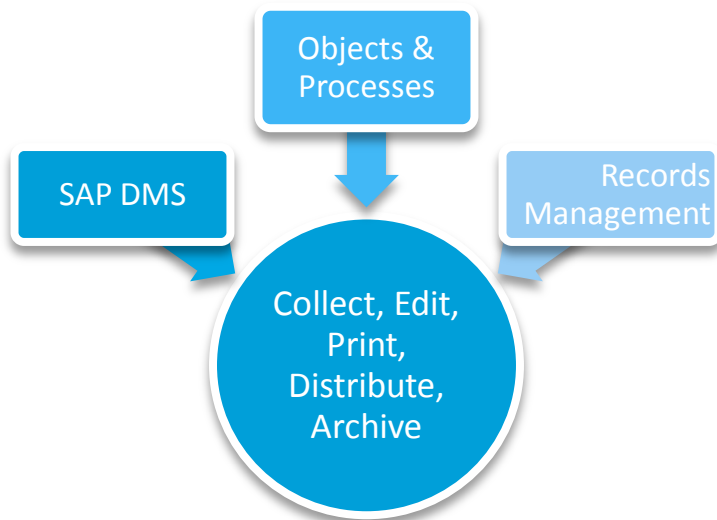 Objects &
Processes
SAP DMS
Records
Management
Collect, Edit,
Print,
Distribute,
Archive